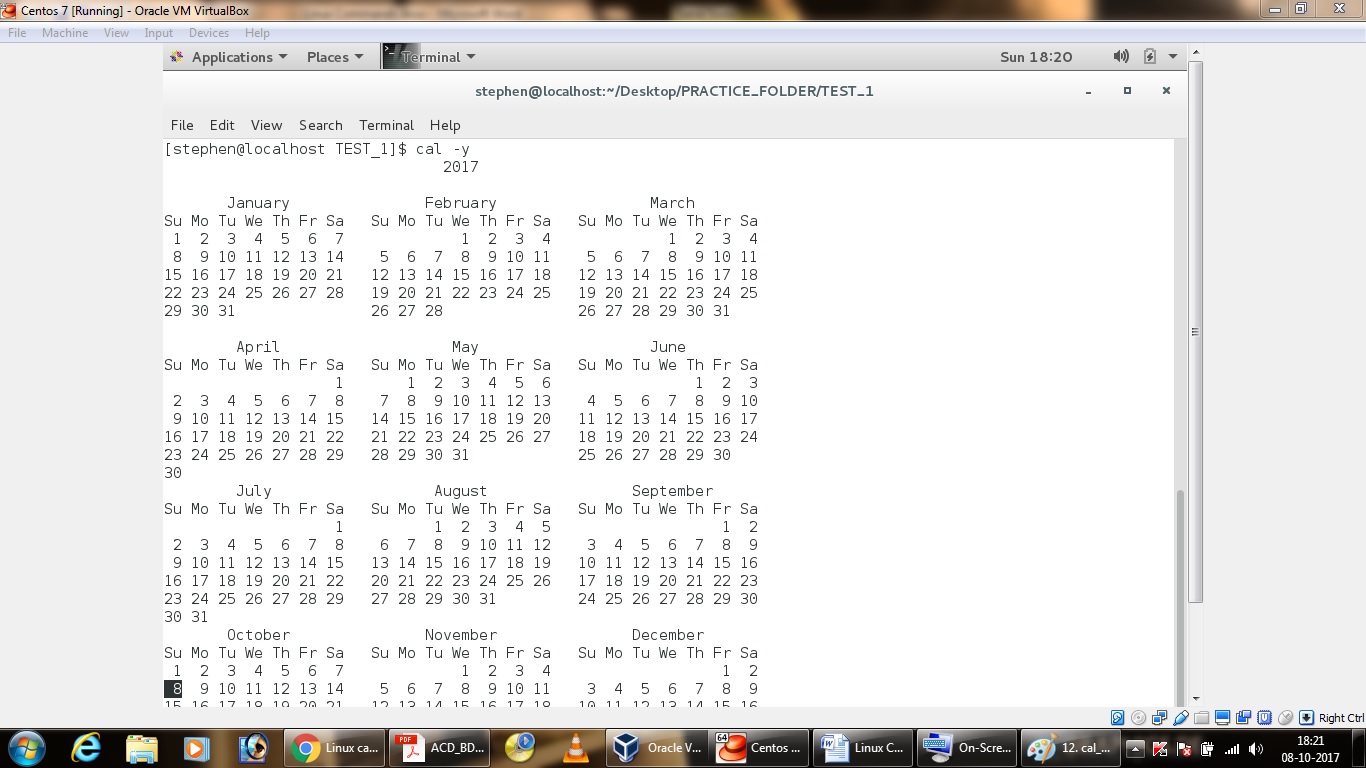 Centos 7 [Running] - Oracle VM VirtualBox
File Machine View Input Devices Help
Applications Places Terminal Sun 18:20
stephen@localhost:~/Desktop/PRACTICE_FOLDER/TEST_1
File Edit View Search Terminal Help
[stephen@localhost TEST_1]$ cal -y
                               2017

       January               February                 March
Su Mo Tu We Th Fr Sa   Su Mo Tu We Th Fr Sa   Su Mo Tu We Th Fr Sa
 1  2  3  4  5  6  7             1  2  3  4             1  2  3  4
 8  9 10 11 12 13 14    5  6  7  8  9 10 11    5  6  7  8  9 10 11
15 16 17 18 19 20 21   12 13 14 15 16 17 18   12 13 14 15 16 17 18
22 23 24 25 26 27 28   19 20 21 22 23 24 25   19 20 21 22 23 24 25
29 30 31               26 27 28               26 27 28 29 30 31

        April                   May                   June
Su Mo Tu We Th Fr Sa   Su Mo Tu We Th Fr Sa   Su Mo Tu We Th Fr Sa
                   1       1  2  3  4  5  6                1  2  3
 2  3  4  5  6  7  8    7  8  9 10 11 12 13    4  5  6  7  8  9 10
 9 10 11 12 13 14 15   14 15 16 17 18 19 20   11 12 13 14 15 16 17
16 17 18 19 20 21 22   21 22 23 24 25 26 27   18 19 20 21 22 23 24
23 24 25 26 27 28 29   28 29 30 31            25 26 27 28 29 30
30
        July                  August                September
Su Mo Tu We Th Fr Sa   Su Mo Tu We Th Fr Sa   Su Mo Tu We Th Fr Sa
                   1          1  2  3  4  5                   1  2
 2  3  4  5  6  7  8    6  7  8  9 10 11 12    3  4  5  6  7  8  9
 9 10 11 12 13 14 15   13 14 15 16 17 18 19   10 11 12 13 14 15 16
16 17 18 19 20 21 22   20 21 22 23 24 25 26   17 18 19 20 21 22 23
23 24 25 26 27 28 29   27 28 29 30 31         24 25 26 27 28 29 30
30 31
       October               November               December
Su Mo Tu We Th Fr Sa   Su Mo Tu We Th Fr Sa   Su Mo Tu We Th Fr Sa
 1  2  3  4  5  6  7             1  2  3  4                   1  2
 8  9 10 11 12 13 14    5  6  7  8  9 10 11    3  4  5  6  7  8  9
15 16 17 18 19 20 21   12 13 14 15 16 17 18   10 11 12 13 14 15 16
Right Ctrl
Linux ca... ACD_BD... Oracle V... Centos ... Linux C... On-Scre... 12. cal_... 18:21
08-10-2017